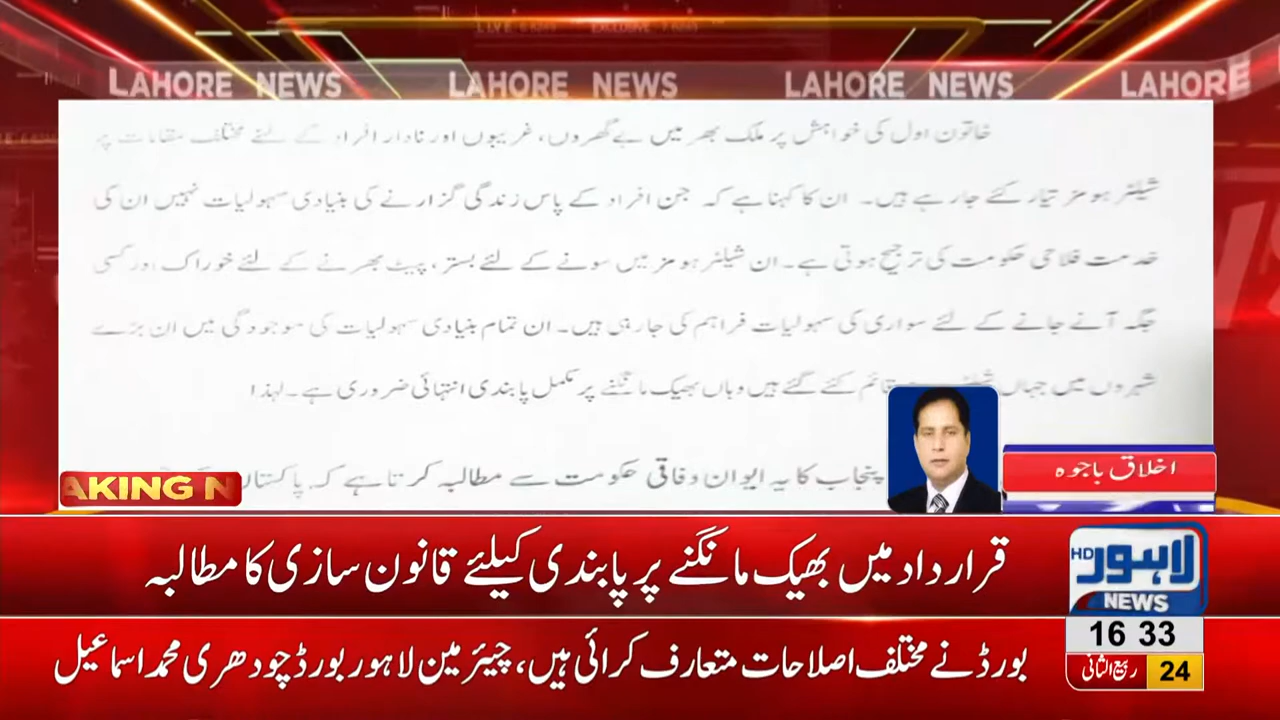 LAHORE NEWS LAHORE NEWS LAHORE NEWS LAHORE
خاتون اول کی خواہش پر ملک بھر میں بے گھروں، غریبوں اور نادار افراد کے لئے مختلف مقامات پر
شیلٹر ہومز تیار کئے جا رہے ہیں۔ ان کا کہنا ہے کہ جن افراد کے پاس زندگی گزارنے کی بنیادی سہولیات نہیں ان کی
خدمت فلاحی حکومت کی ترجیح ہوتی ہے۔ ان شیلٹر ہومز میں سونے کے لئے بستر، پیٹ بھرنے کے لئے خوراک اور کسی
جگہ آنے جانے کے لئے سواری کی سہولیات فراہم کی جا رہی ہیں۔ ان تمام بنیادی سہولیات کی موجودگی میں ان بڑے
شہروں میں جہاں قائم کئے گئے ہیں وہاں بھیک مانگنے پر مکمل پابندی انتہائی ضروری ہے۔ لہذا
پنجاب کا یہ ایوان وفاقی حکومت سے مطالبہ کرتا ہے کہ پاکستان
اخلاق باجوہ
AKING N
قرارداد میں بھیک مانگنے پر پابندی کیلئے قانون سازی کا مطالبہ
لاہور HD
NEWS
16 33
بورڈ نے مختلف اصلاحات متعارف کرائی ہیں، چیئرمین لاہور بورڈ چودھری محمد اسماعیل
24 ربیع الثانی